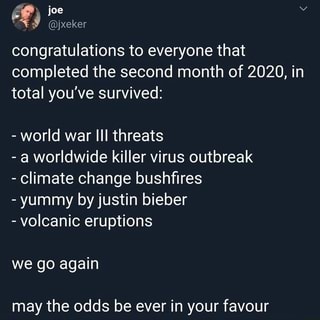 joe
@jxeker
congratulations to everyone that
completed the second month of 2020, in
total you've survived:
- world war III threats
- a worldwide killer virus outbreak
- climate change bushfires
- yummy by justin bieber
- volcanic eruptions
we go again
may the odds be ever in your favour